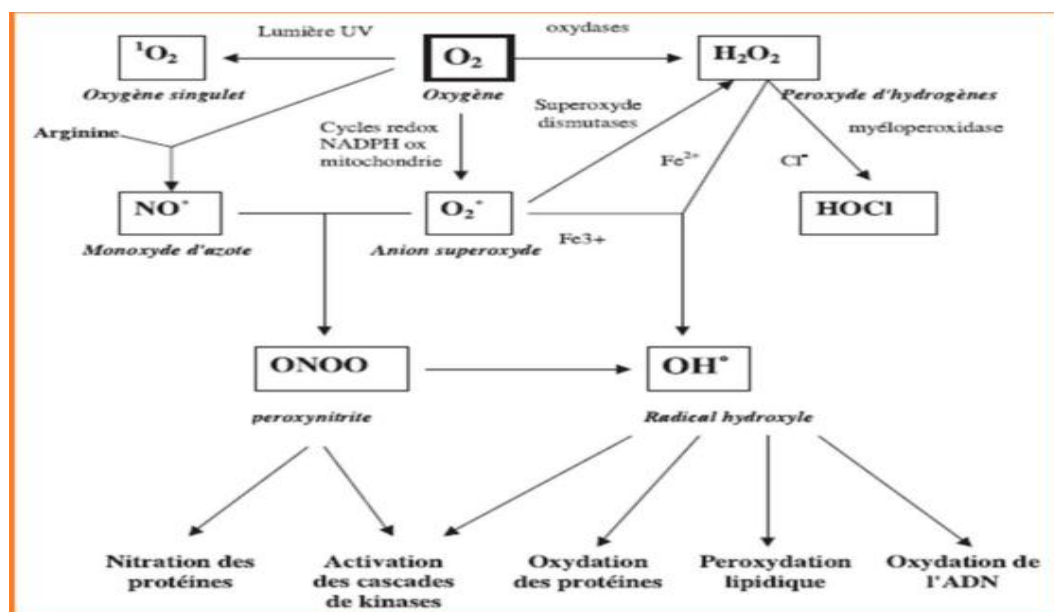 Lumière UV
oxydases
¹O₂
O₂
H₂O₂
Oxygène singulet
Oxygène
Peroxyde d'hydrogènes
Arginine
Cycles redox
NADPH ox
mitochondrie
Superoxyde
dismutases
Fe²⁺
myéloperoxidase
Cl⁻
NO°
O₂°
HOCl
Monoxyde d'azote
Anion superoxyde
Fe3+
ONOO
OH°
peroxynitrite
Radical hydroxyle
Nitration des
protéines
Activation
des cascades
de kinases
Oxydation
des protéines
Peroxydation
lipidique
Oxydation de
l'ADN